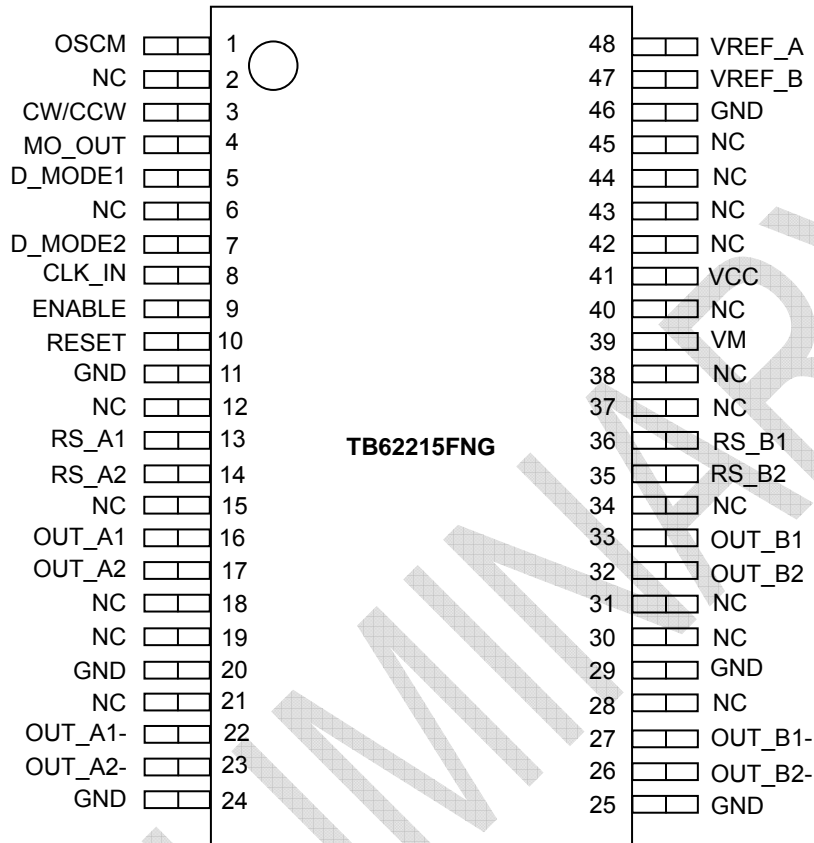 OSCM 1 48 VREF_A
NC 2 47 VREF_B
CW/CCW 3 46 GND
MO_OUT 4 45 NC
D_MODE1 5 44 NC
NC 6 43 NC
D_MODE2 7 42 NC
CLK_IN 8 41 VCC
ENABLE 9 40 NC
RESET 10 39 VM
GND 11 38 NC
NC 12 37 NC
RS_A1 13 36 RS_B1
TB62215FNG
RS_A2 14 35 RS_B2
NC 15 34 NC
OUT_A1 16 33 OUT_B1
OUT_A2 17 32 OUT_B2
NC 18 31 NC
NC 19 30 NC
GND 20 29 GND
NC 21 28 NC
OUT_A1- 22 27 OUT_B1-
OUT_A2- 23 26 OUT_B2-
GND 24 25 GND